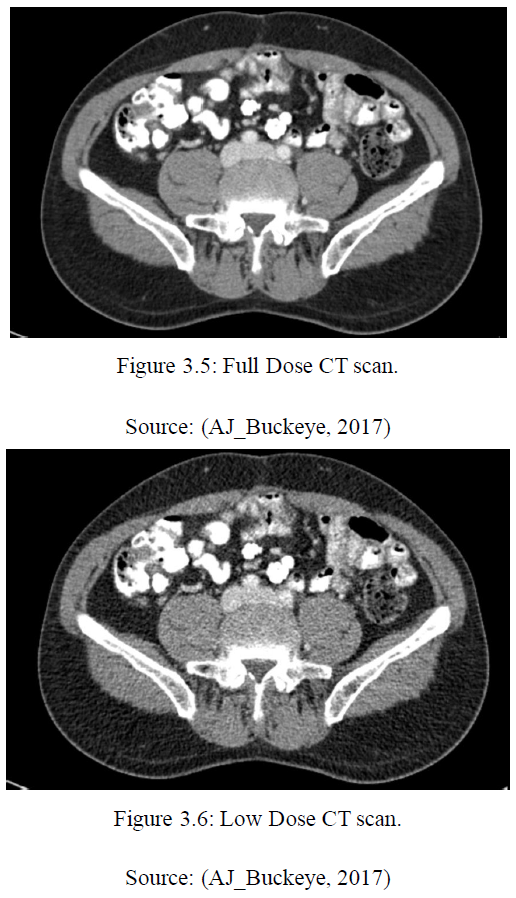 Figure 3.5: Full Dose CT scan.
Source: (AJ_Buckeye, 2017)
Figure 3.6: Low Dose CT scan.
Source: (AJ_Buckeye, 2017)